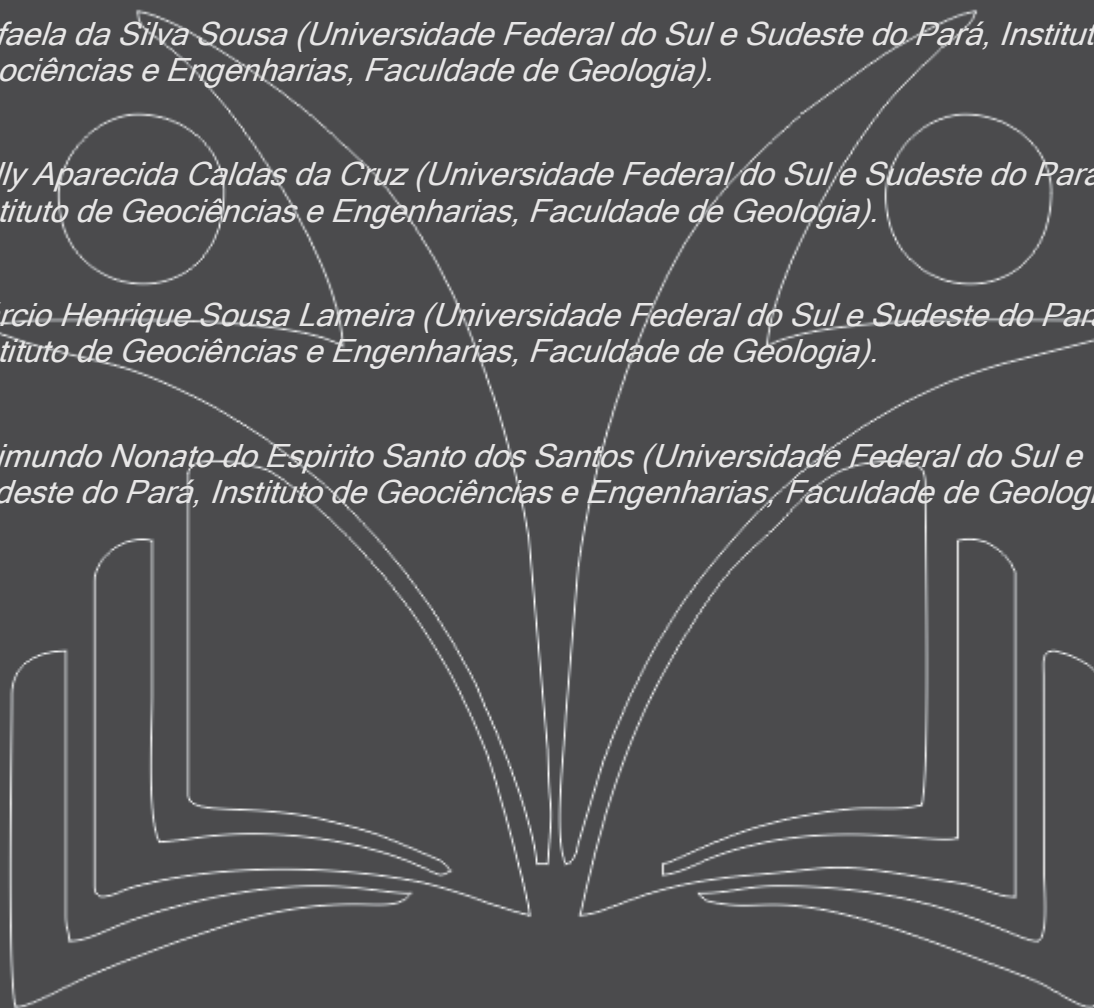 faela da Silva Sousa (Universidade Federal do Sul e Sudeste do Pará, Institut
ociências e Engenharias, Faculdade de Geologia).
lly Aparecida Caldas da Cruz (Universidade Federal do Sul e Sudeste do Pará
tituto de Geociências e Engenharias, Faculdade de Geologia).
rcio Henrique Sousa Lameira (Universidade Federal do Sul e Sudeste do Par
tituto de Geociências e Engenharias, Faculdade de Geologia).
imundo Nonato do Espirito Santo dos Santos (Universidade Federal do Sul e
deste do Pará, Instituto de Geociências e Engenharias, Faculdade de Geologi